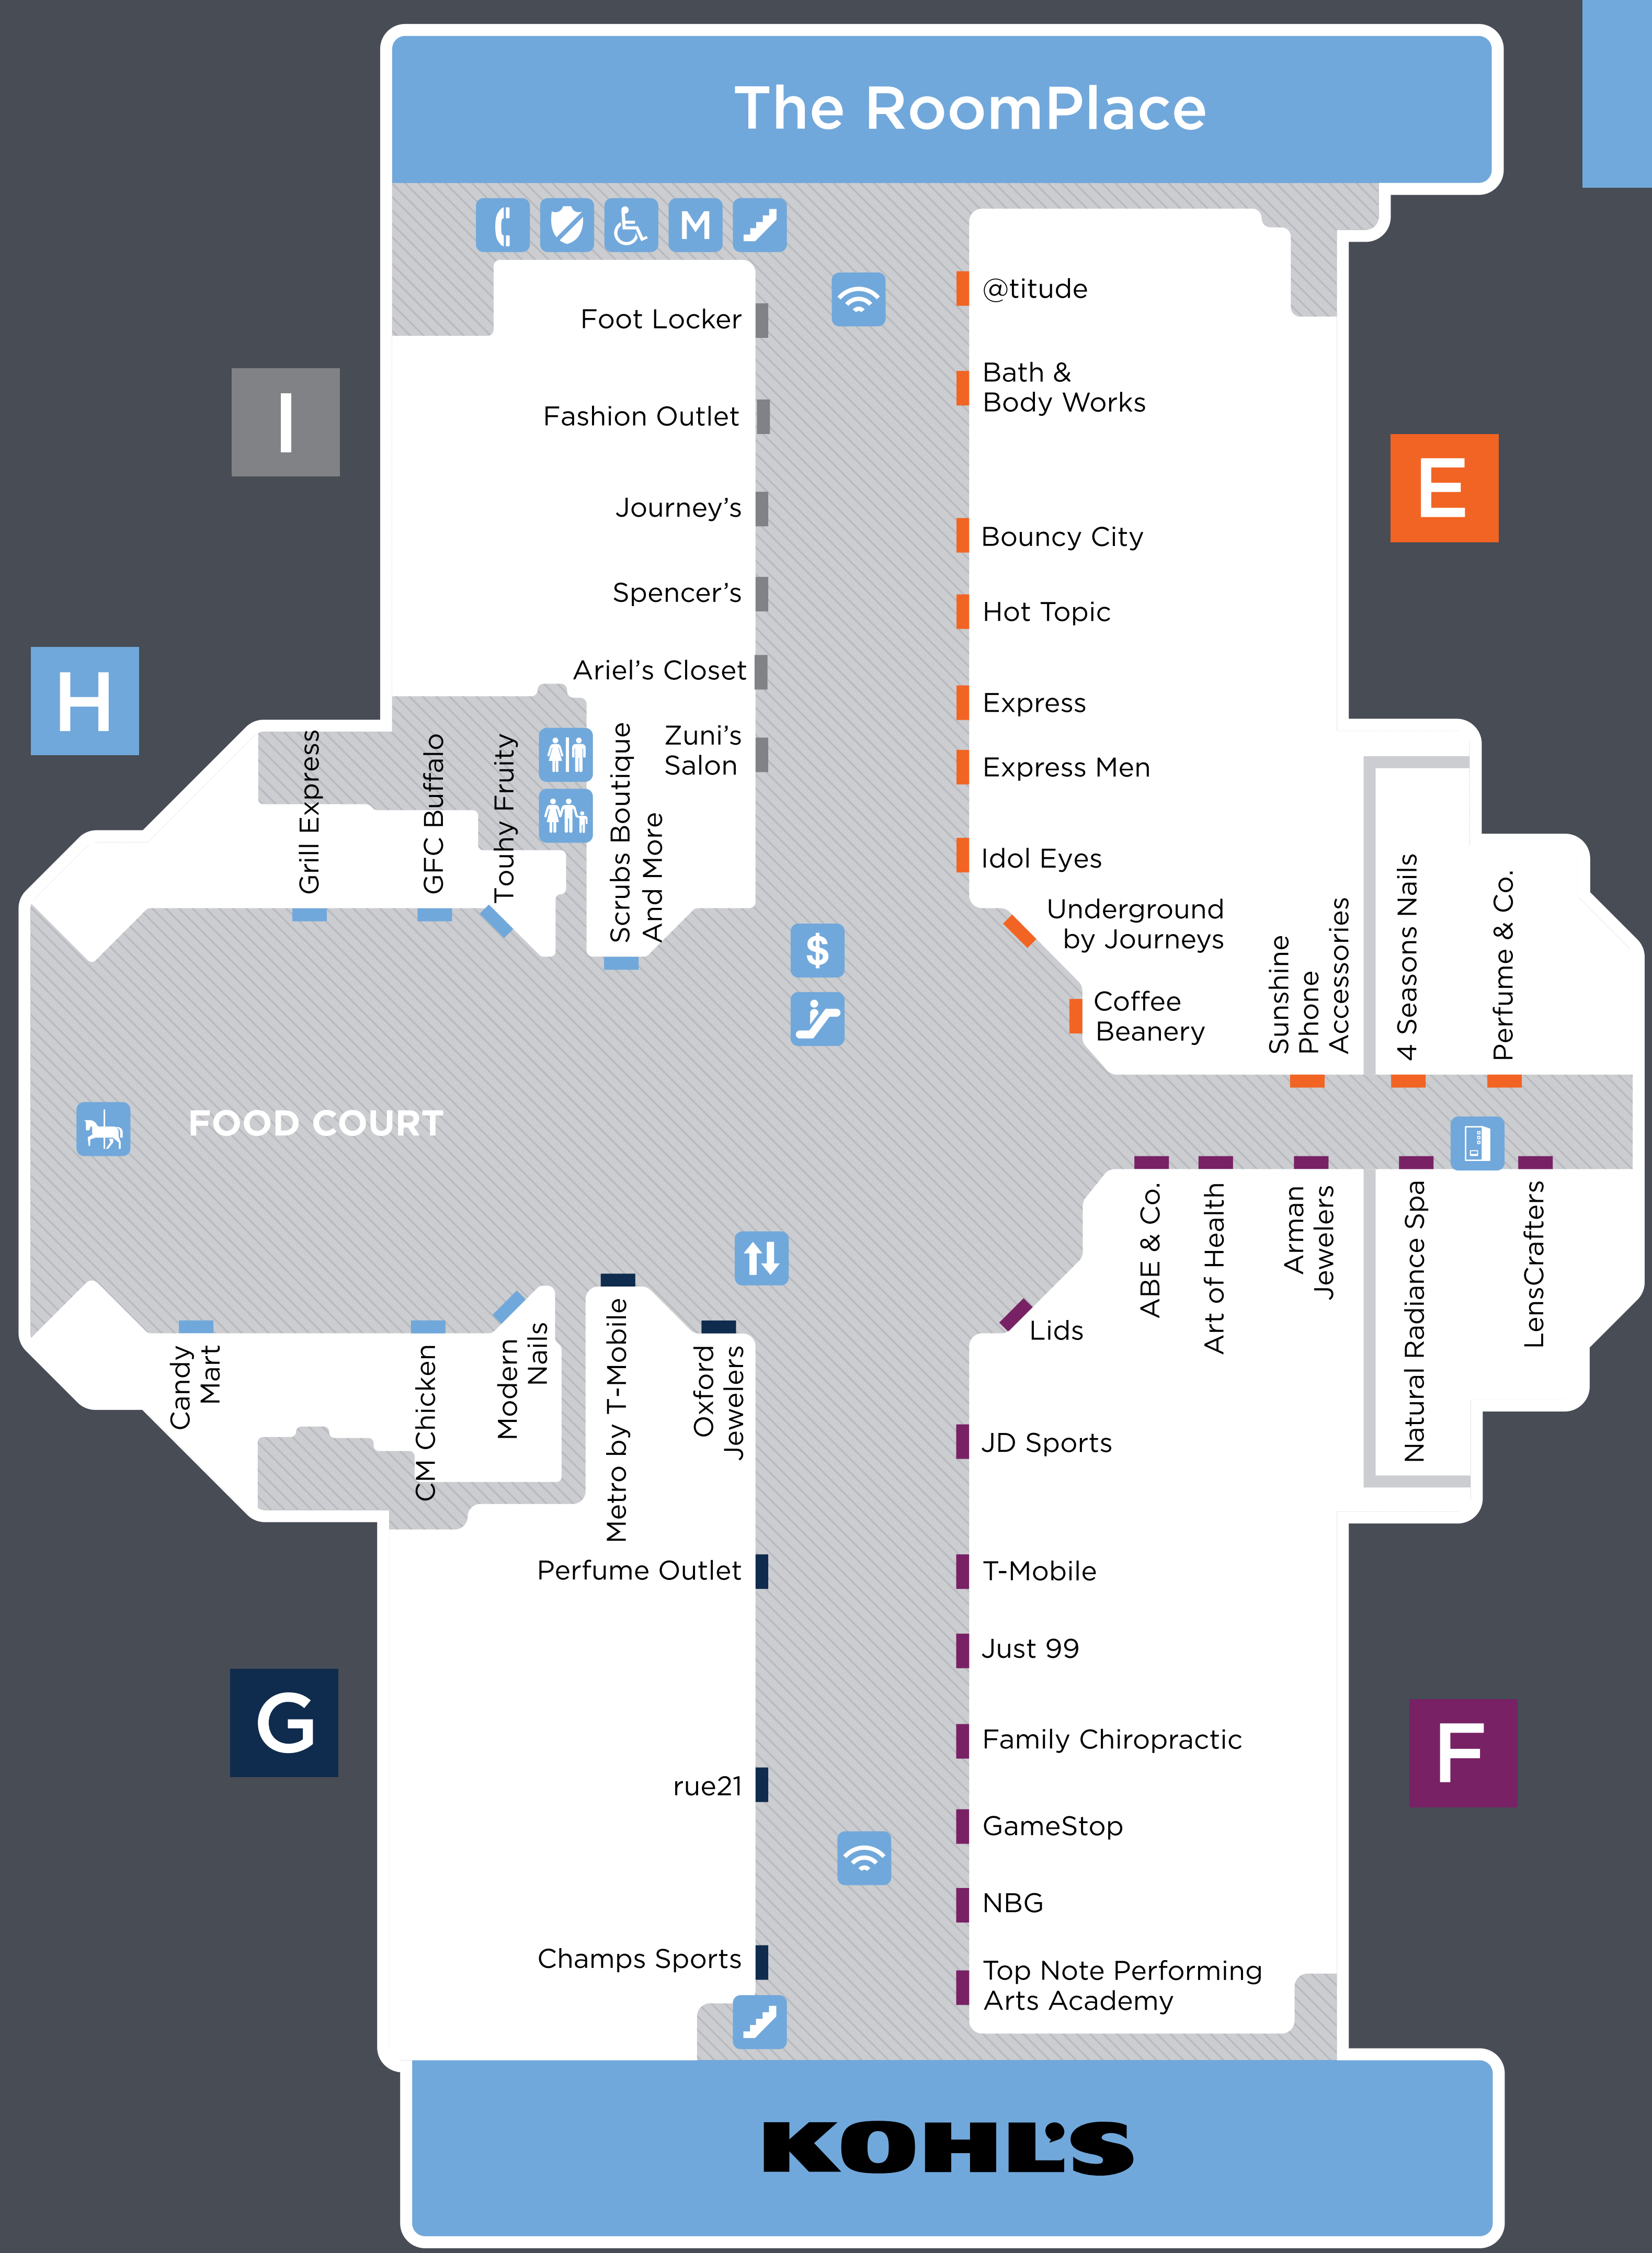 The RoomPlace
M
Foot Locker
Fashion Outlet
Journey’s
Spencer’s
Ariel’s Closet
Zuni’s
Salon
@titude
Bath &
Body Works
Bouncy City
Hot Topic
Express
Express Men
Idol Eyes
Underground
by Journeys
Coffee
Beanery
I
E
H
Grill Express
GFC Buffalo
Touhy Fruity
Scrubs Boutique
And More
$
Sunshine
Phone
Accessories
4 Seasons Nails
Perfume & Co.
FOOD COURT
ABE & Co.
Art of Health
Arman
Jewelers
Natural Radiance Spa
LensCrafters
Candy
Mart
CM Chicken
Modern
Nails
Metro by T-Mobile
Oxford
Jewelers
Lids
JD Sports
T-Mobile
Just 99
Family Chiropractic
GameStop
NBG
Top Note Performing
Arts Academy
Perfume Outlet
rue21
Champs Sports
G
F
KOHL’S